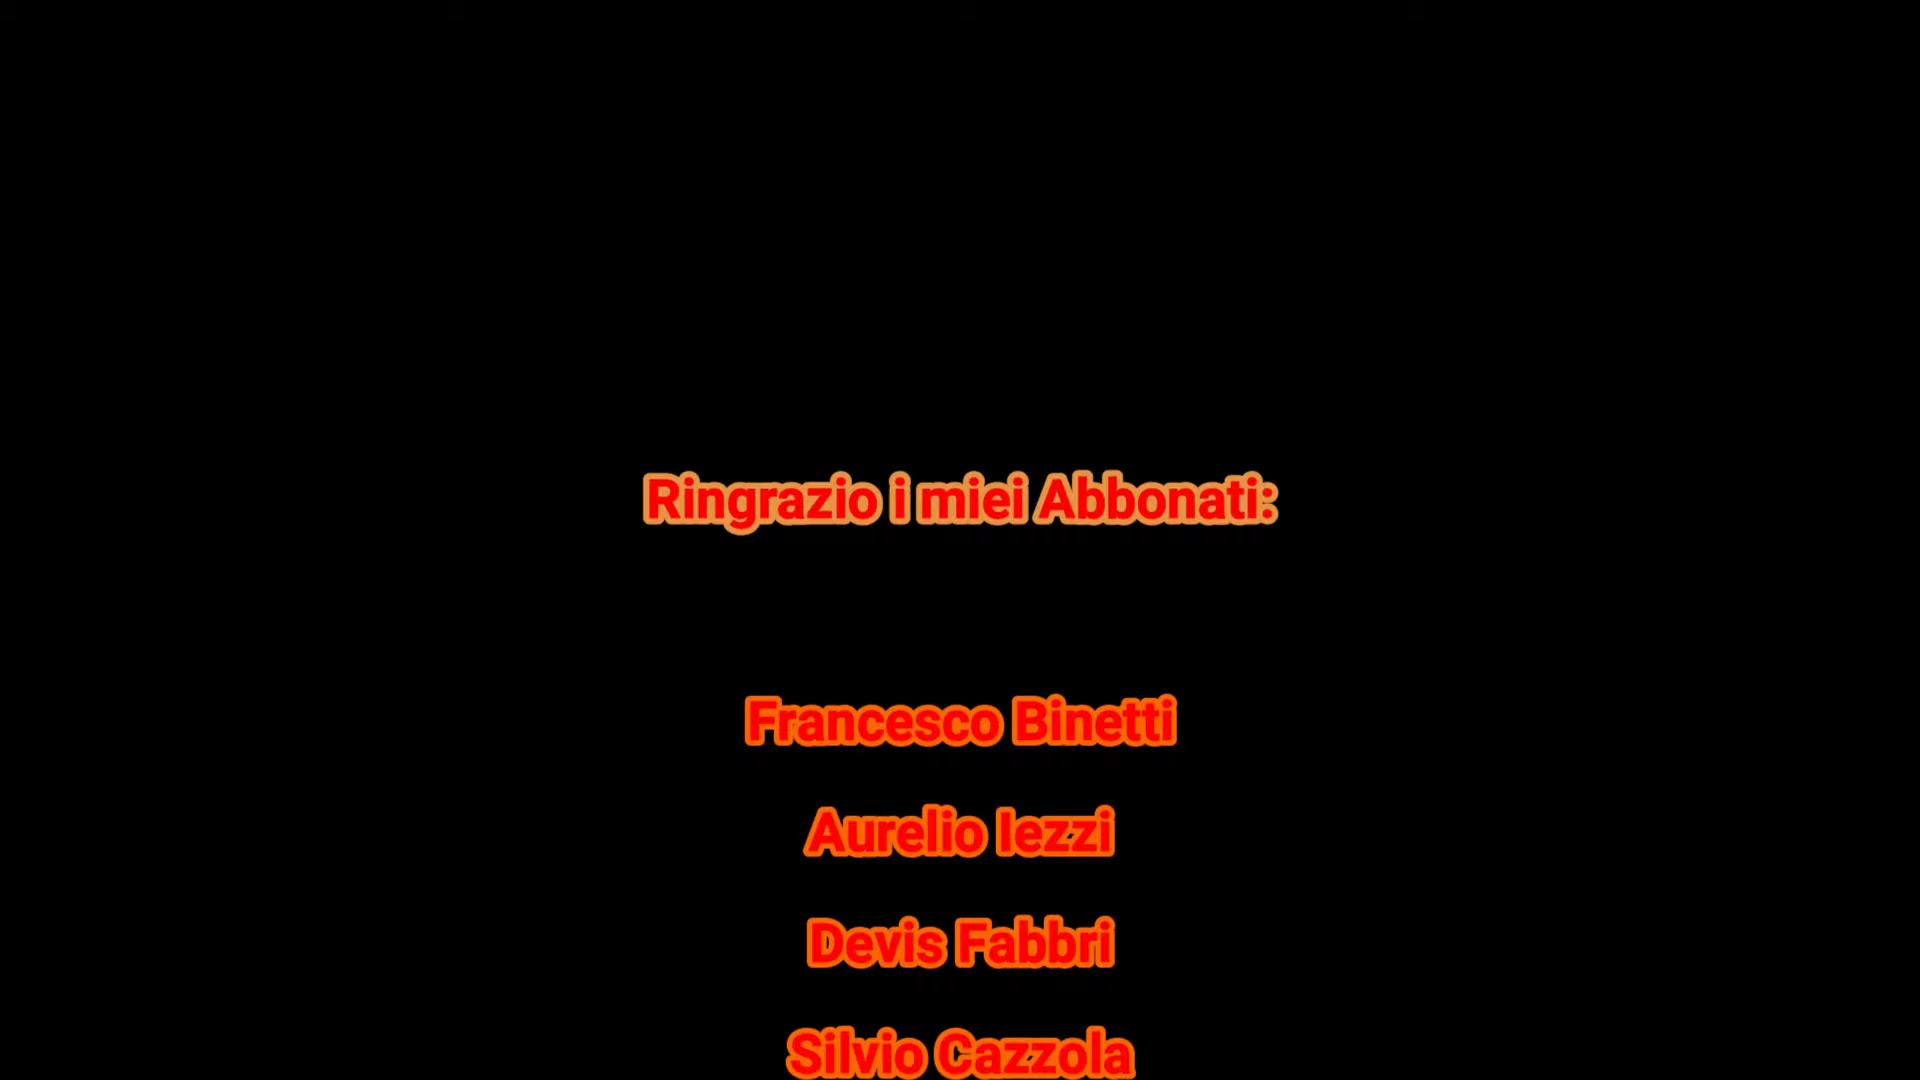 Ringrazio i miei Abbonati:
Francesco Binetti
Aurelio Iezzi
Devis Fabbri
Silvio Cazzola